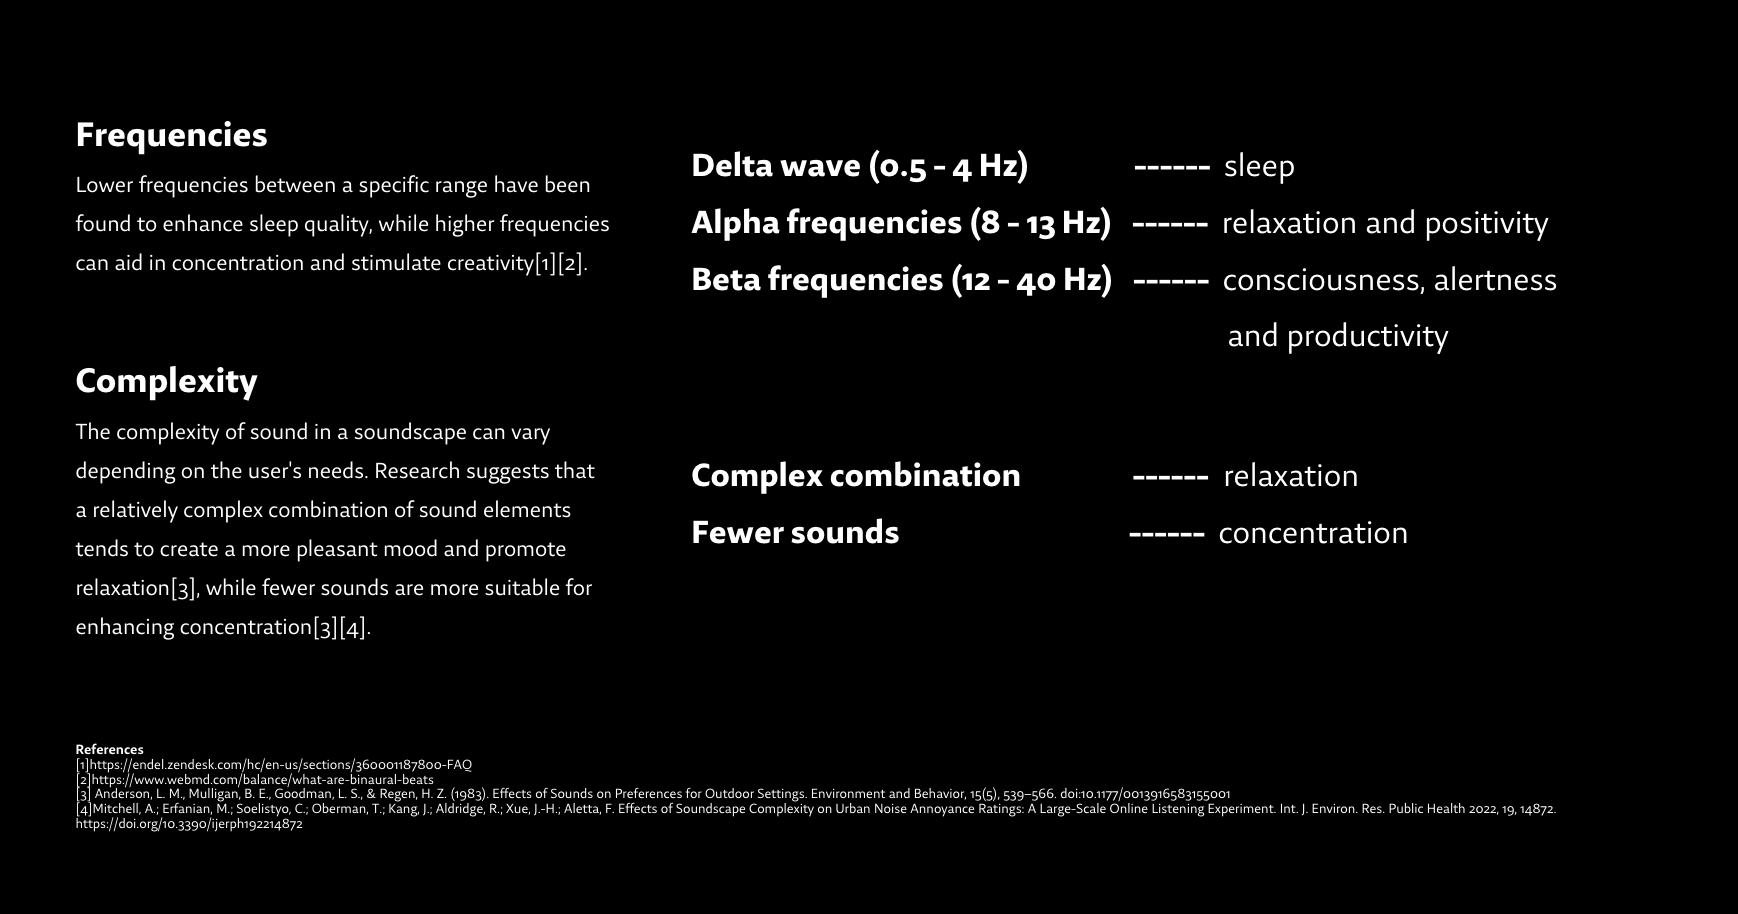 Frequencies
Lower frequencies between a specific range have been
found to enhance sleep quality, while higher frequencies
can aid in concentration and stimulate creativity[1][2].
Delta wave (0.5 - 4 Hz) ------ sleep
Alpha frequencies (8 - 13 Hz) ------ relaxation and positivity
Beta frequencies (12 - 40 Hz) ------ consciousness, alertness
and productivity
Complexity
The complexity of sound in a soundscape can vary
depending on the user's needs. Research suggests that
a relatively complex combination of sound elements
tends to create a more pleasant mood and promote
relaxation[3], while fewer sounds are more suitable for
enhancing concentration[3][4].
Complex combination ------ relaxation
Fewer sounds ------ concentration
References
[1]https://endel.zendesk.com/hc/en-us/sections/360001187800-FAQ
[2]https://www.webmd.com/balance/what-are-binaural-beats
[3] Anderson, L. M., Mulligan, B. E., Goodman, L. S., & Regen, H. Z. (1983). Effects of Sounds on Preferences for Outdoor Settings. Environment and Behavior, 15(5), 539–566. doi:10.1177/0013916583155001
[4]Mitchell, A.; Erfanian, M.; Soelistyo, C.; Oberman, T.; Kang, J.; Aldridge, R.; Xue, J.-H.; Aletta, F. Effects of Soundscape Complexity on Urban Noise Annoyance Ratings: A Large-Scale Online Listening Experiment. Int. J. Environ. Res. Public Health 2022, 19, 14872.
https://doi.org/10.3390/ijerph192214872